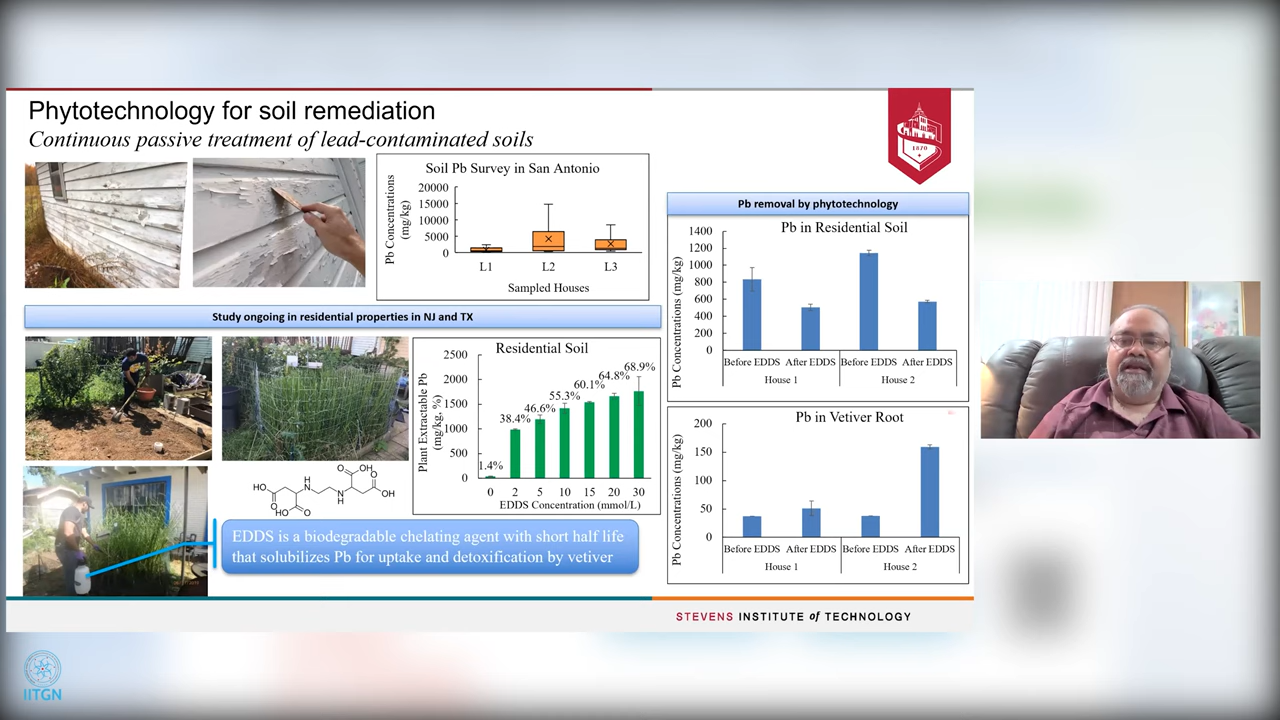 Phytotechnology for soil remediation
Continuous passive treatment of lead-contaminated soils
1870
Soil Pb Survey in San Antonio
Pb Concentrations
(mg/kg)
20000
15000
10000
5000
0
L1 L2 L3
Sampled Houses
Study ongoing in residential properties in NJ and TX
Residential Soil
Plant Extractable Pb
(mg/kg, %)
2500
2000
1500
1000
500
0
1.4%
38.4%
46.6%
55.3%
60.1%
64.8%
68.9%
0 2 5 10 15 20 30
EDDS Concentration (mmol/L)
HO
O
HO
O
N
H
H
N
O
OH
O
OH
EDDS is a biodegradable chelating agent with short half life
that solubilizes Pb for uptake and detoxification by vetiver
Pb removal by phytotechnology
Pb in Residential Soil
Pb Concentrations (mg/kg)
1400
1200
1000
800
600
400
200
0
Before EDDS After EDDS Before EDDS After EDDS
House 1 House 2
Pb in Vetiver Root
Pb Concentrations (mg/kg)
200
150
100
50
0
Before EDDS After EDDS Before EDDS After EDDS
House 1 House 2
STEVENS INSTITUTE of TECHNOLOGY
IITGN